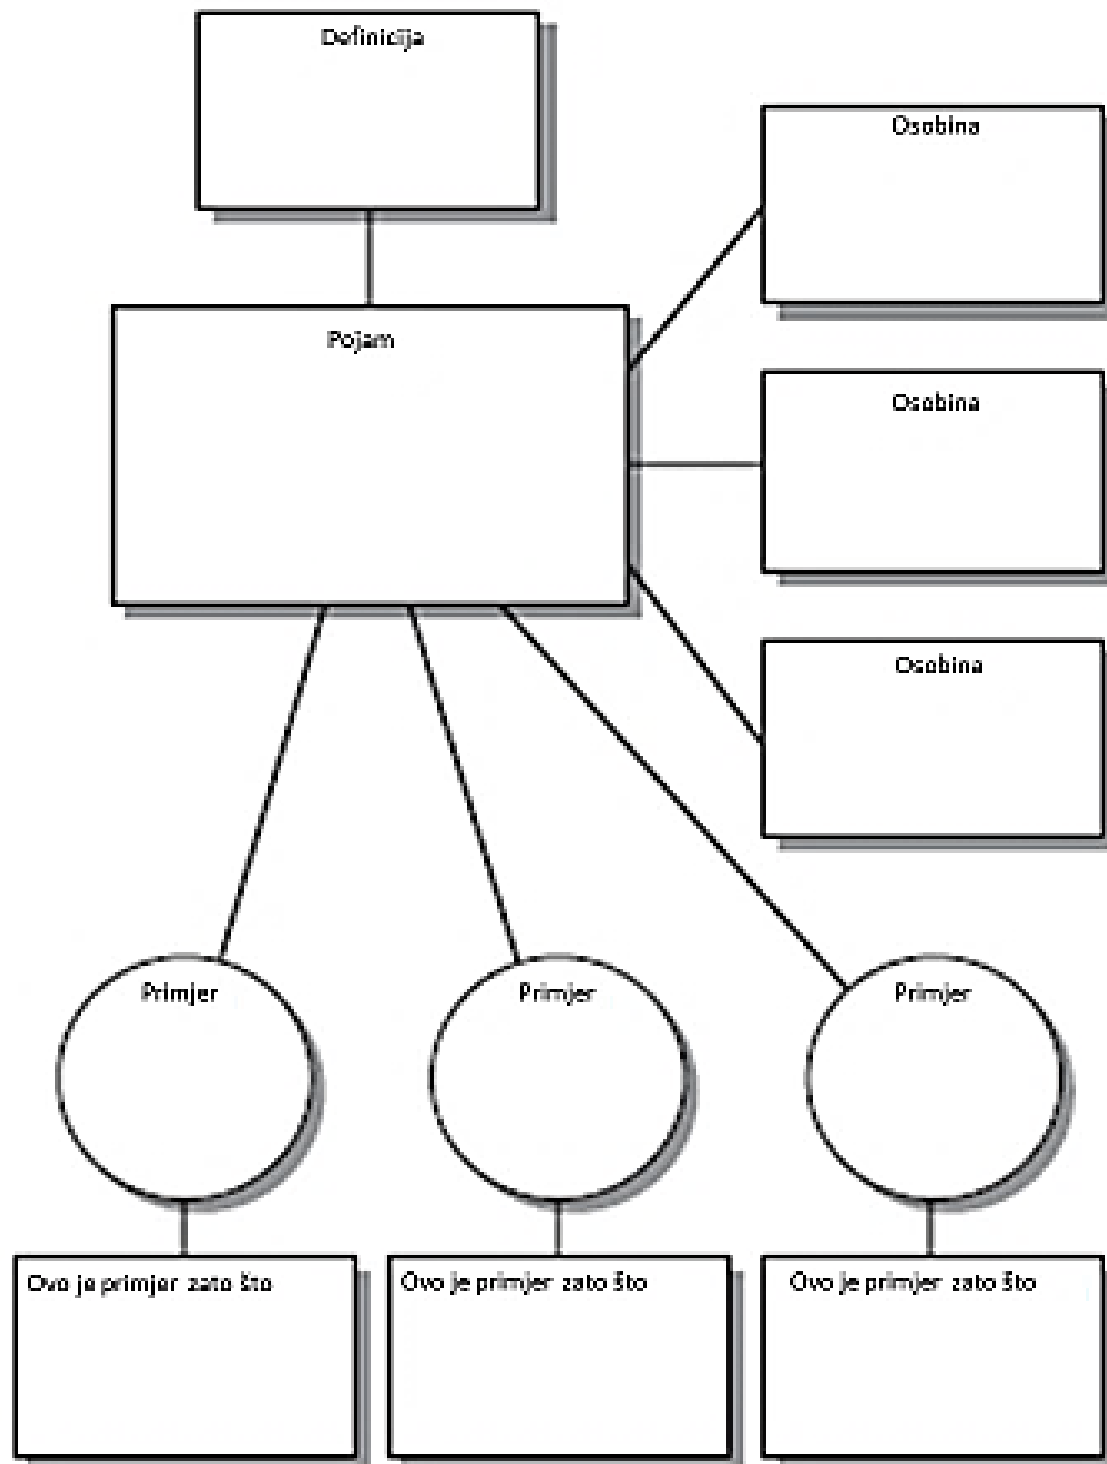 Definicija
Osobina
Pojam
Osobina
Osobina
Primjer
Primjer
Primjer
Ovo je primjer zato što
Ovo je primjer zato što
Ovo je primjer zato što